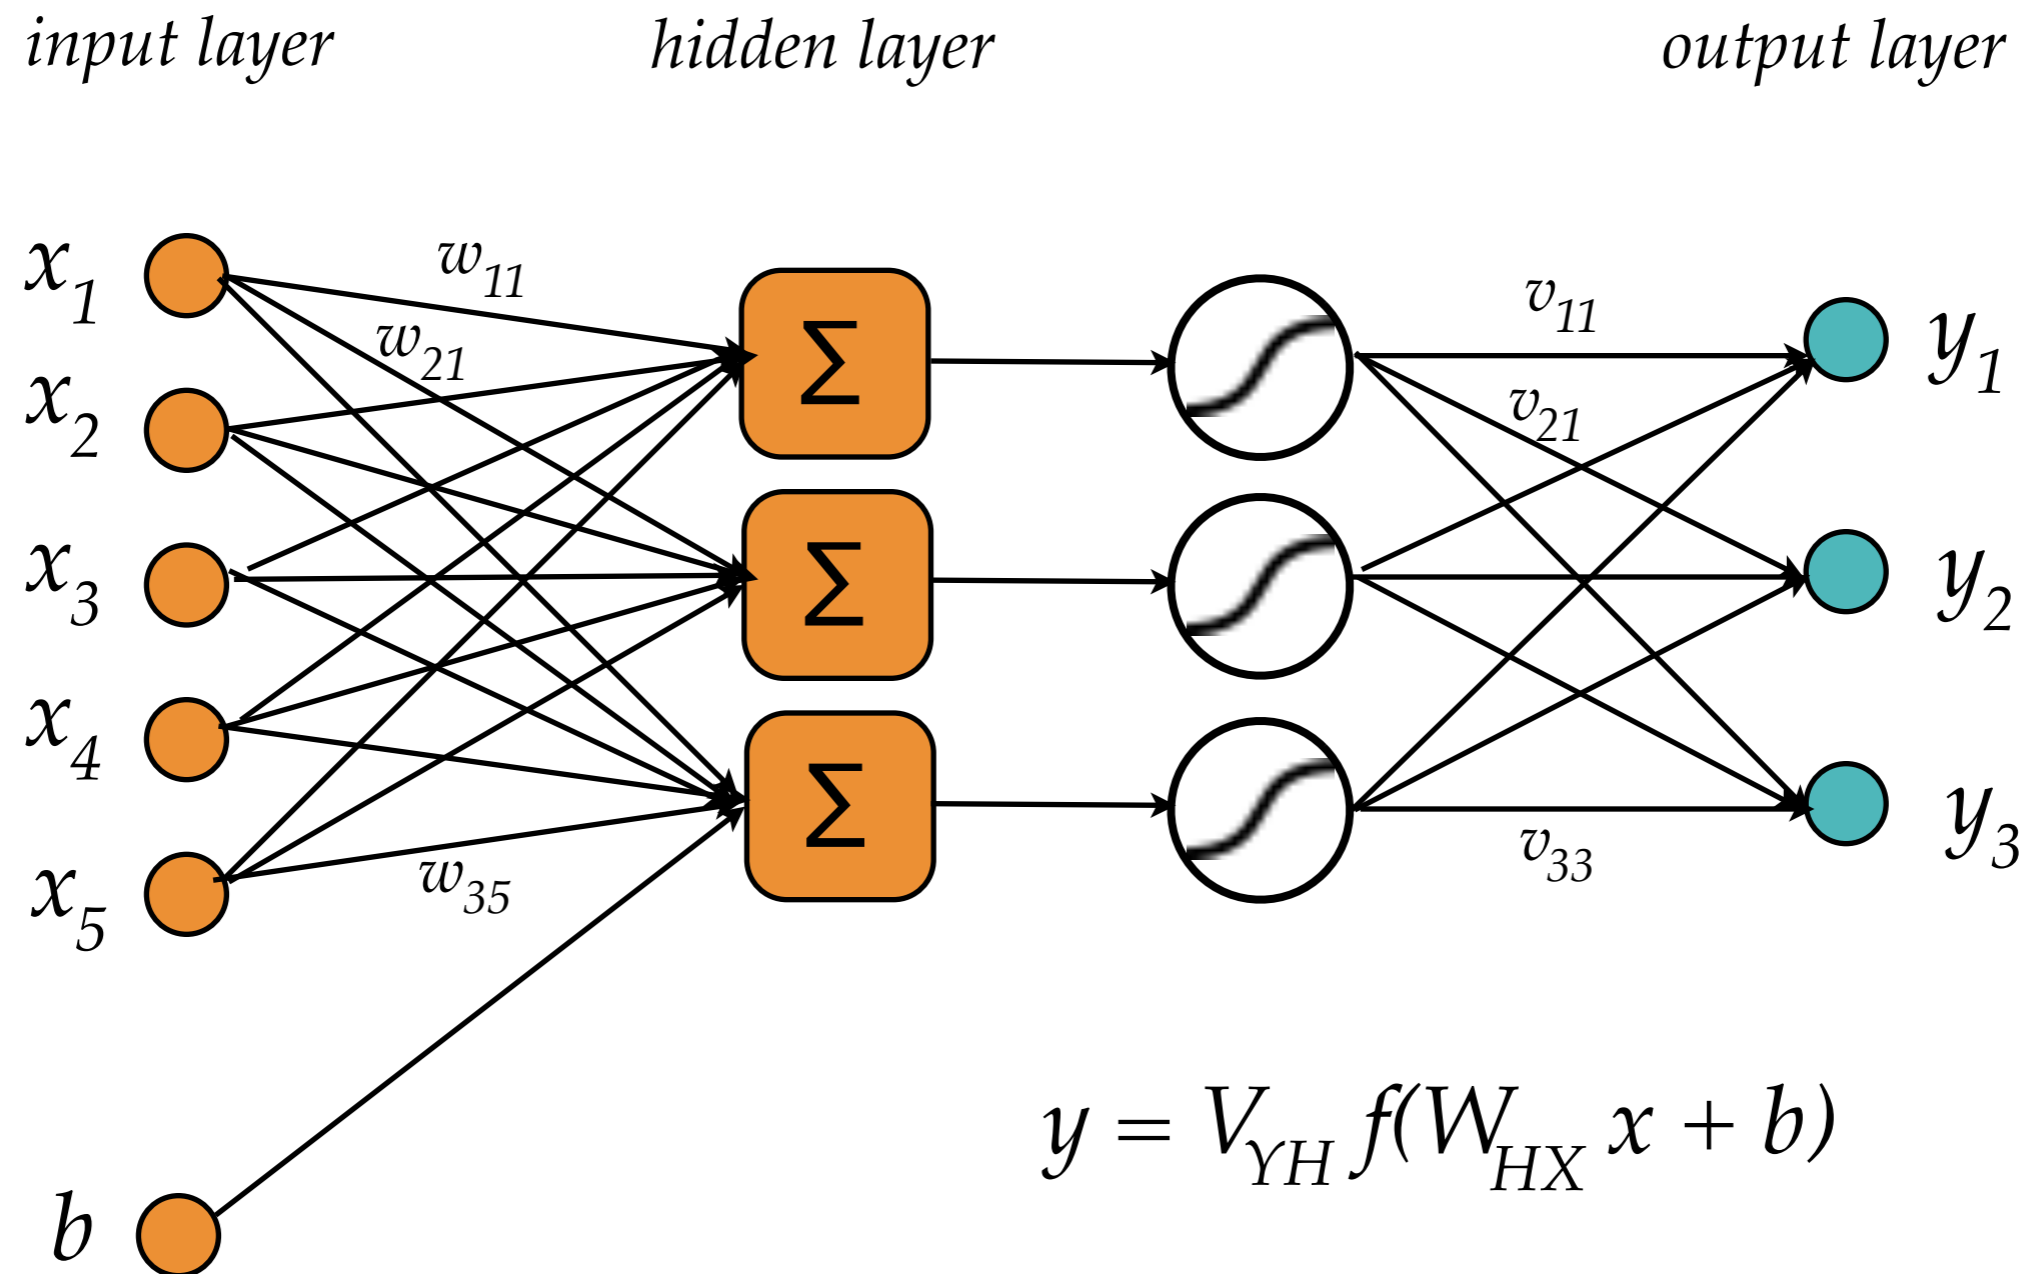 input layer hidden layer output layer
x1
w11
v11
y1
w21
x2
v21
Σ
x3
y2
Σ
x4
y3
Σ
v33
x5
w35
y = VYH f(WHX x + b)
b